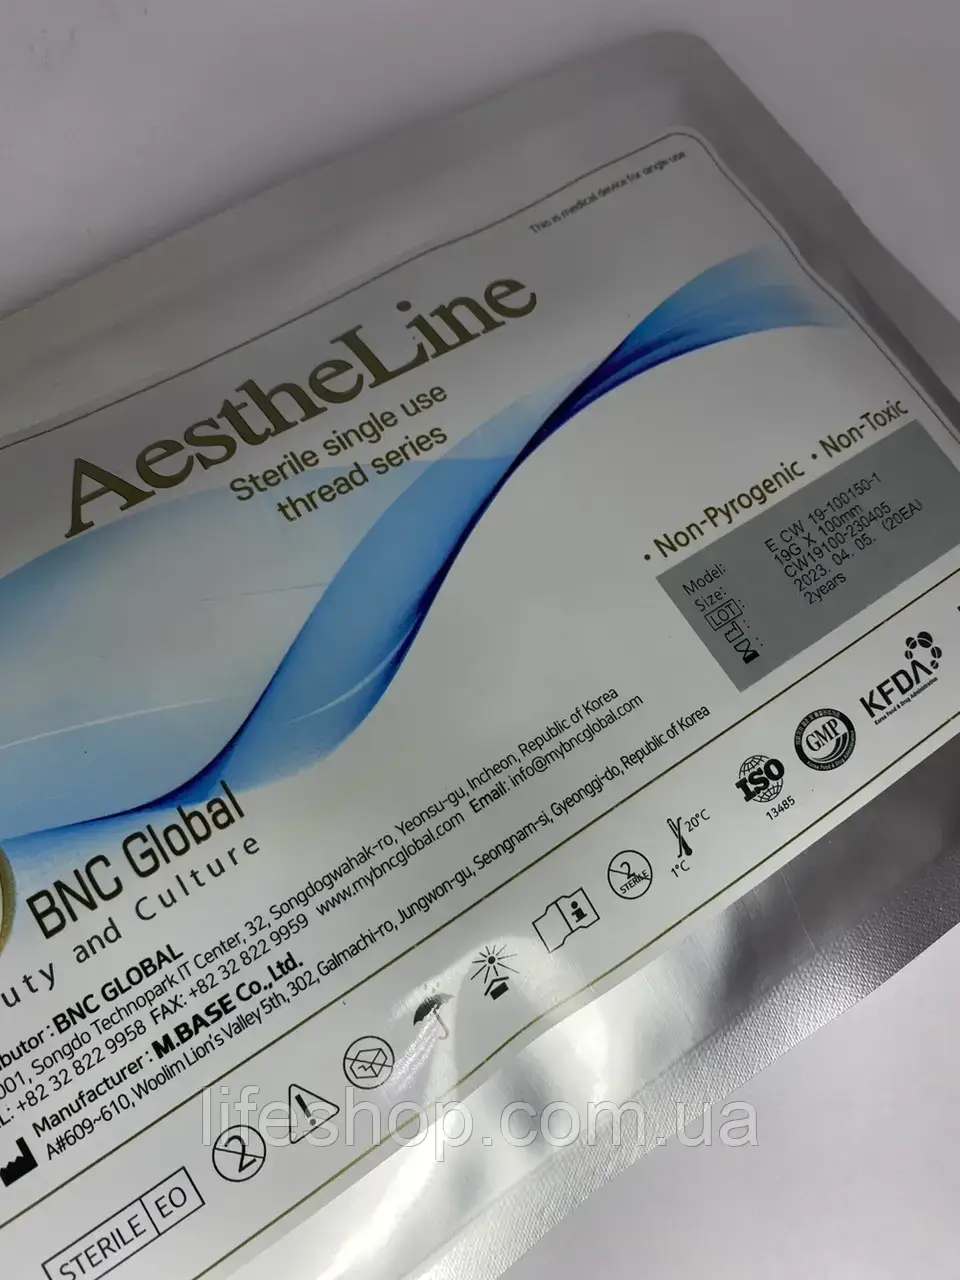 This is medical device for single use
AestheLine
Sterile single use
thread series
• Non-Pyrogenic • Non-Toxic
Model: E CW 19-100150-1
Size: 19G X 100mm
LOT : CW19100-230405
: 2023. 04. 05. (20EA)
: 2years
BNC Global
uty and Culture
butor : BNC GLOBAL
001, Songdo Technopark IT Center, 32, Songdogwahak-ro, Yeonsu-gu, Incheon, Republic of Korea
L: +82 32 822 9958 FAX: +82 32 822 9959 www.mybncglobal.com Email: info@mybncglobal.com
Manufacturer : M.BASE Co.,Ltd.
A#609~610, Woolim Lion's Valley 5th, 302, Galmachi-ro, Jungwon-gu, Seongnam-si, Gyeonggi-do, Republic of Korea
STERILE EO
2
2
STERILE
1°C
20°C
ISO
13485
GMP
KFDA
Korea Food & Drug Administration
lifeshop.com.ua